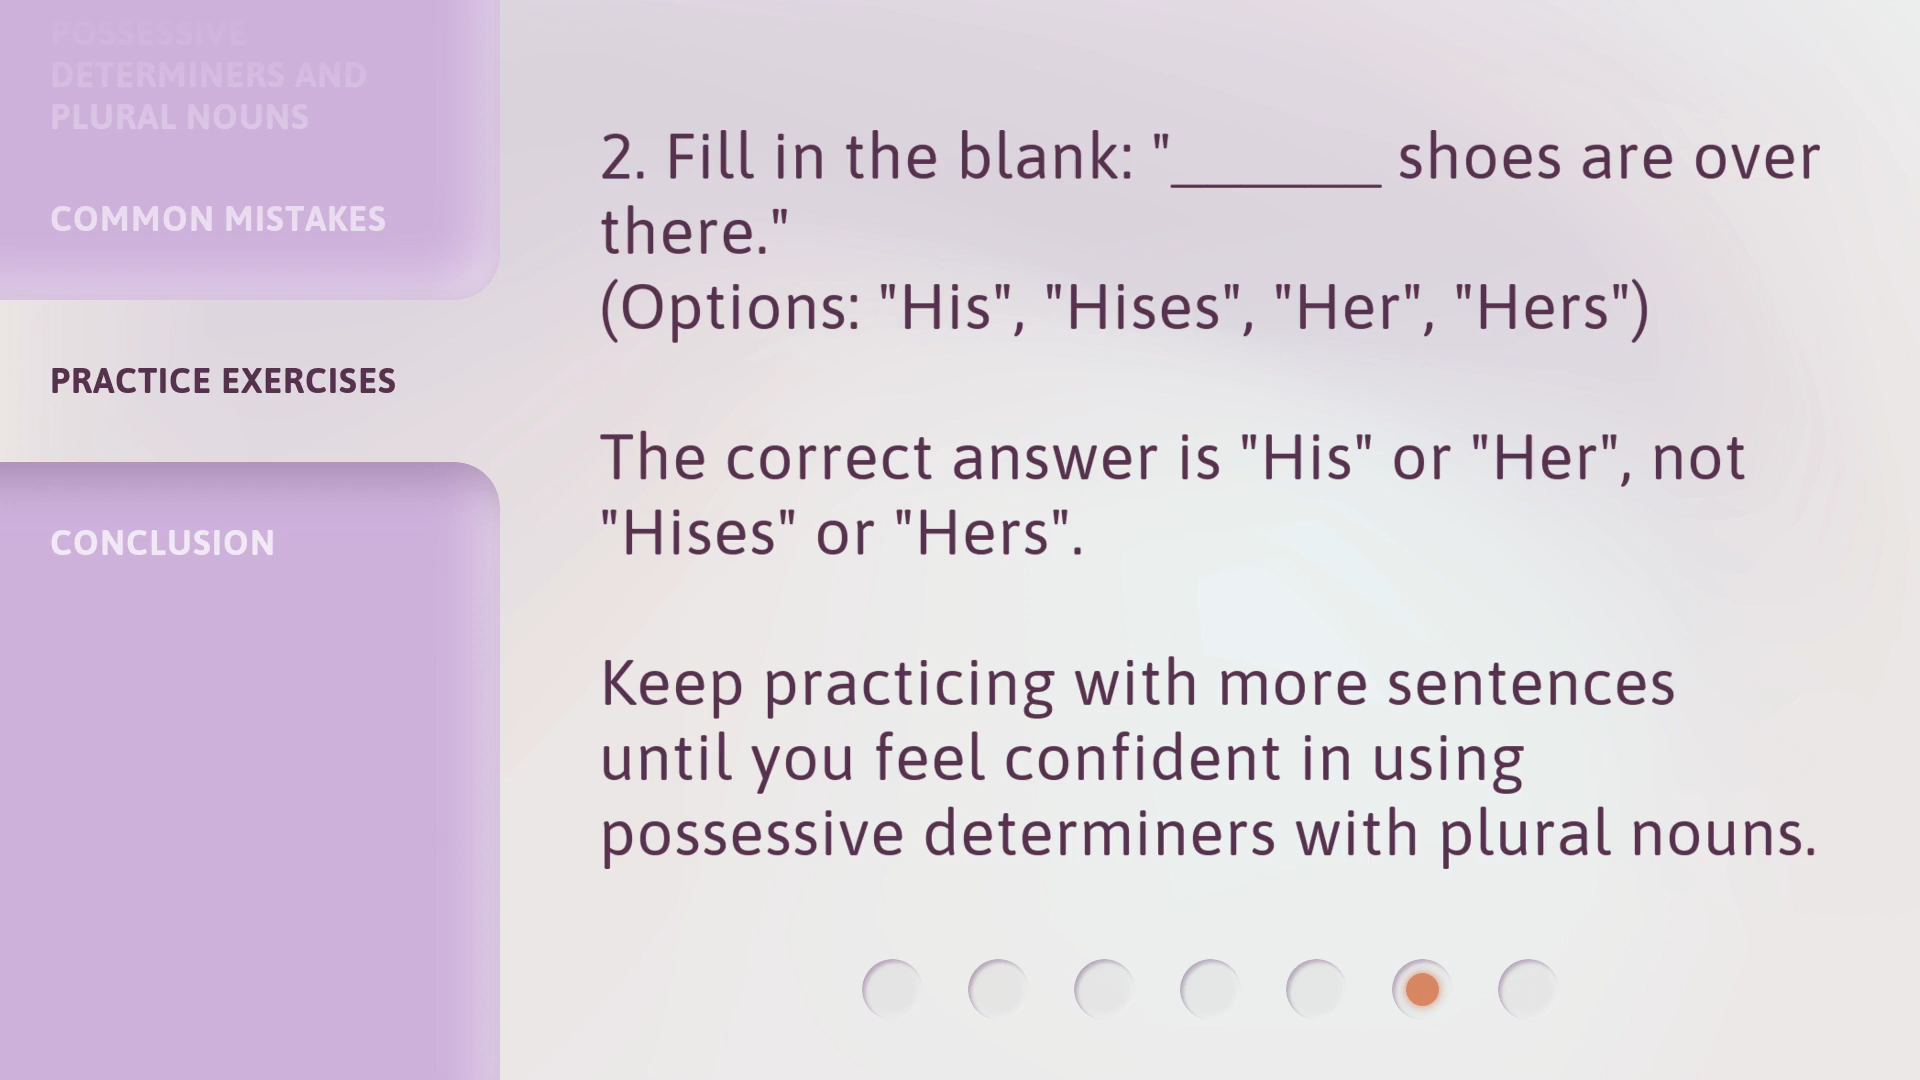 POSSESSIVE
DETERMINERS AND
PLURAL NOUNS
COMMON MISTAKES
PRACTICE EXERCISES
CONCLUSION
2. Fill in the blank: "______ shoes are over
there."
(Options: "His", "Hises", "Her", "Hers")
The correct answer is "His" or "Her", not
"Hises" or "Hers".
Keep practicing with more sentences
until you feel confident in using
possessive determiners with plural nouns.